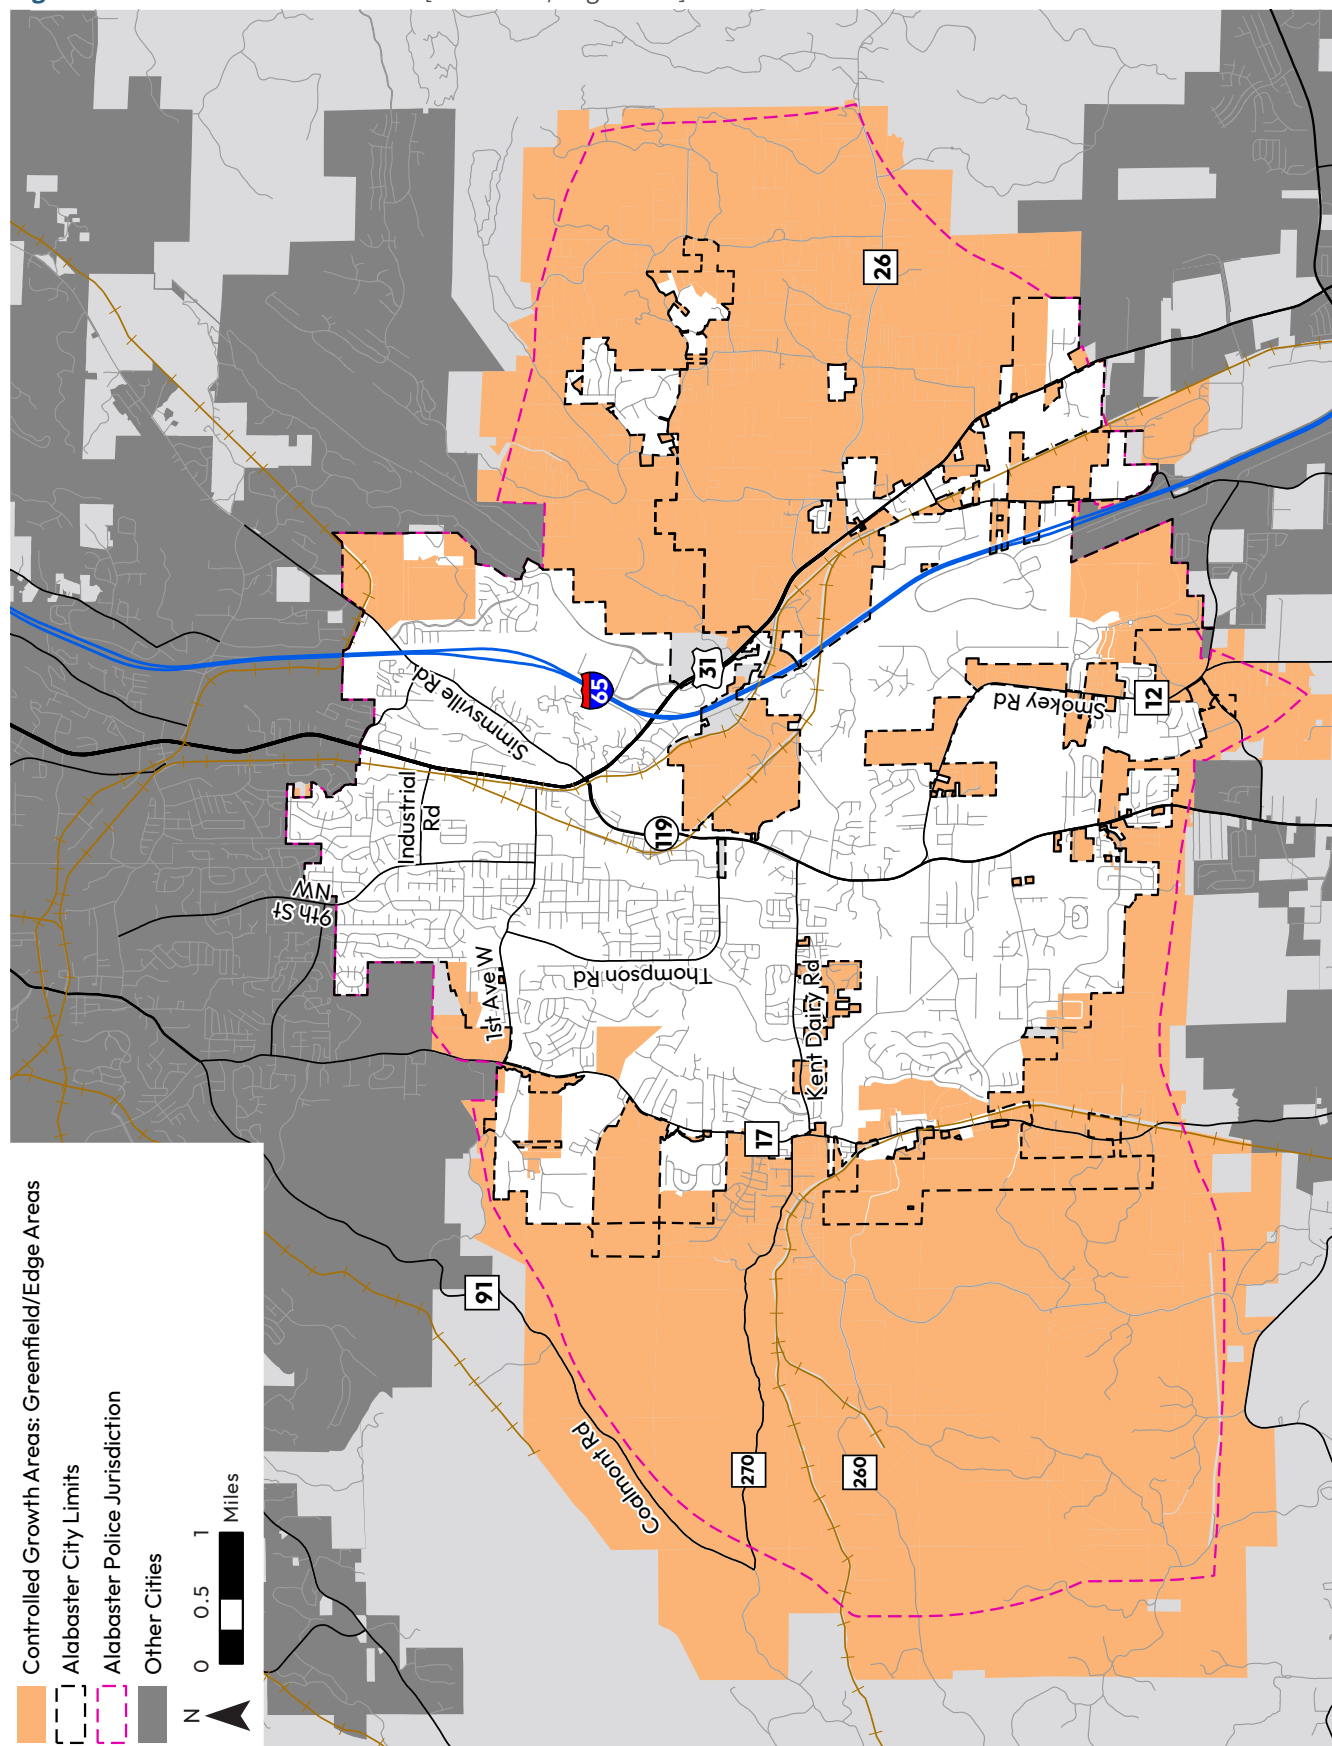 Controlled Growth Areas: Greenfield/Edge Areas
Alabaster City Limits
Alabaster Police Jurisdiction
Other Cities
N
0 0.5 1
Miles
91
Coalmont Rd
270
260
17
1st Ave W
Thompson Rd
Kent Dairy Rd
9th St
NW
Industrial
Rd
Simmsville Rd
119
65
31
Smokey Rd
12
26